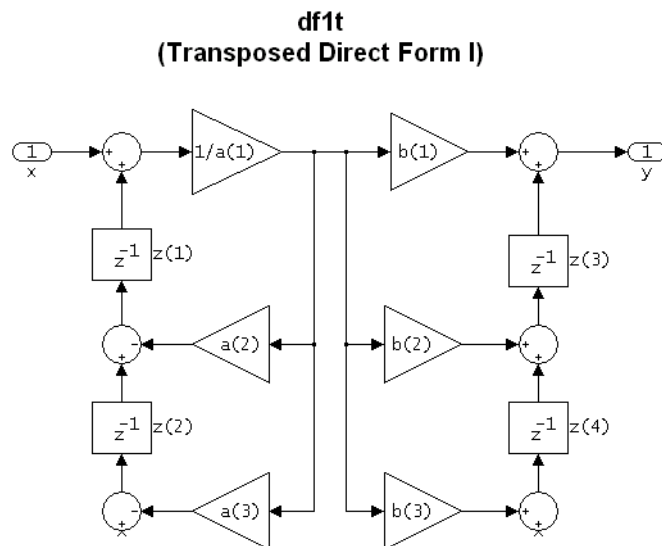 df1t
(Transposed Direct Form I)
1
x
+
+
1/a(1)
b(1)
+
+
1
y
z⁻¹
z(1)
z⁻¹
z(3)
-
+
a(2)
b(2)
+
+
z⁻¹
z(2)
z⁻¹
z(4)
-
a(3)
b(3)
+